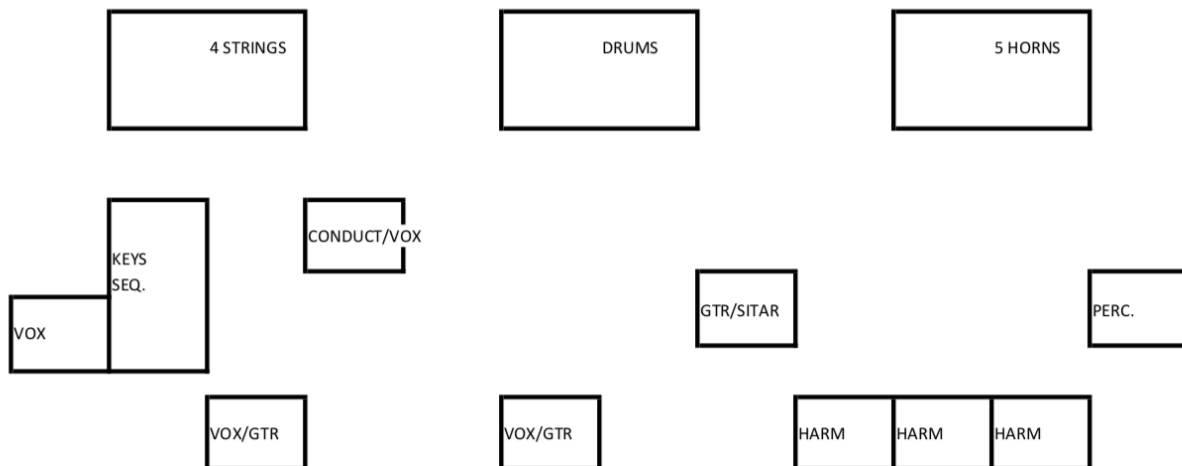 4 STRINGS
DRUMS
5 HORNS
CONDUCT/VOX
KEYS
SEQ.
VOX
GTR/SITAR
PERC.
VOX/GTR
VOX/GTR
HARM
HARM
HARM